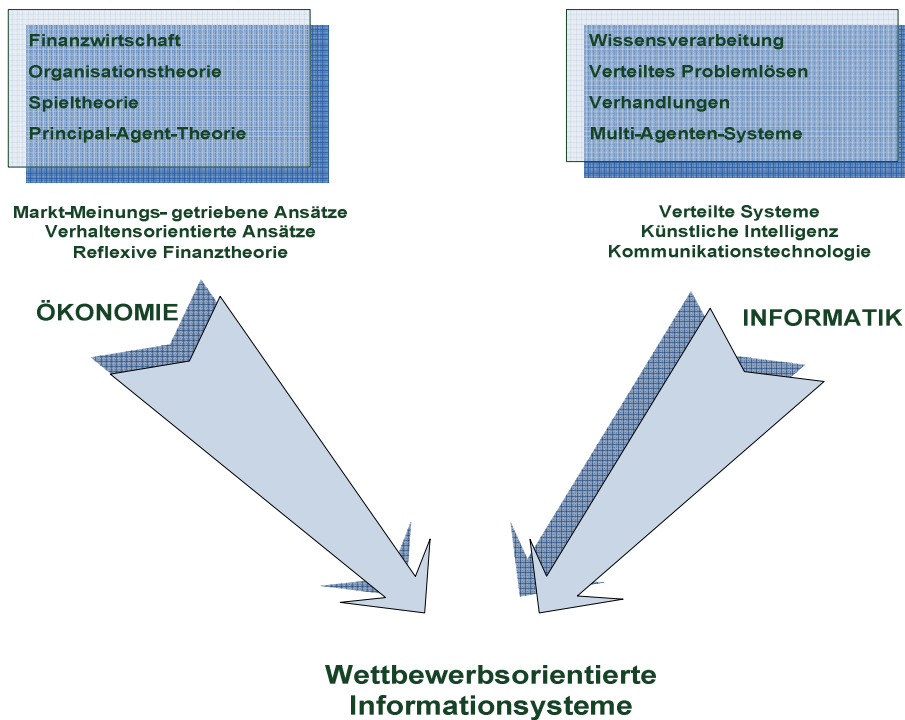 Finanzwirtschaft
Organisationstheorie
Spieltheorie
Principal-Agent-Theorie
Markt-Meinungs- getriebene Ansätze
Verhaltensorientierte Ansätze
Reflexive Finanztheorie
ÖKONOMIE
Wissensverarbeitung
Verteiltes Problemlösen
Verhandlungen
Multi-Agenten-Systeme
Verteilte Systeme
Künstliche Intelligenz
Kommunikationstechnologie
INFORMATIK
Wettbewerbsorientierte
Informationsysteme